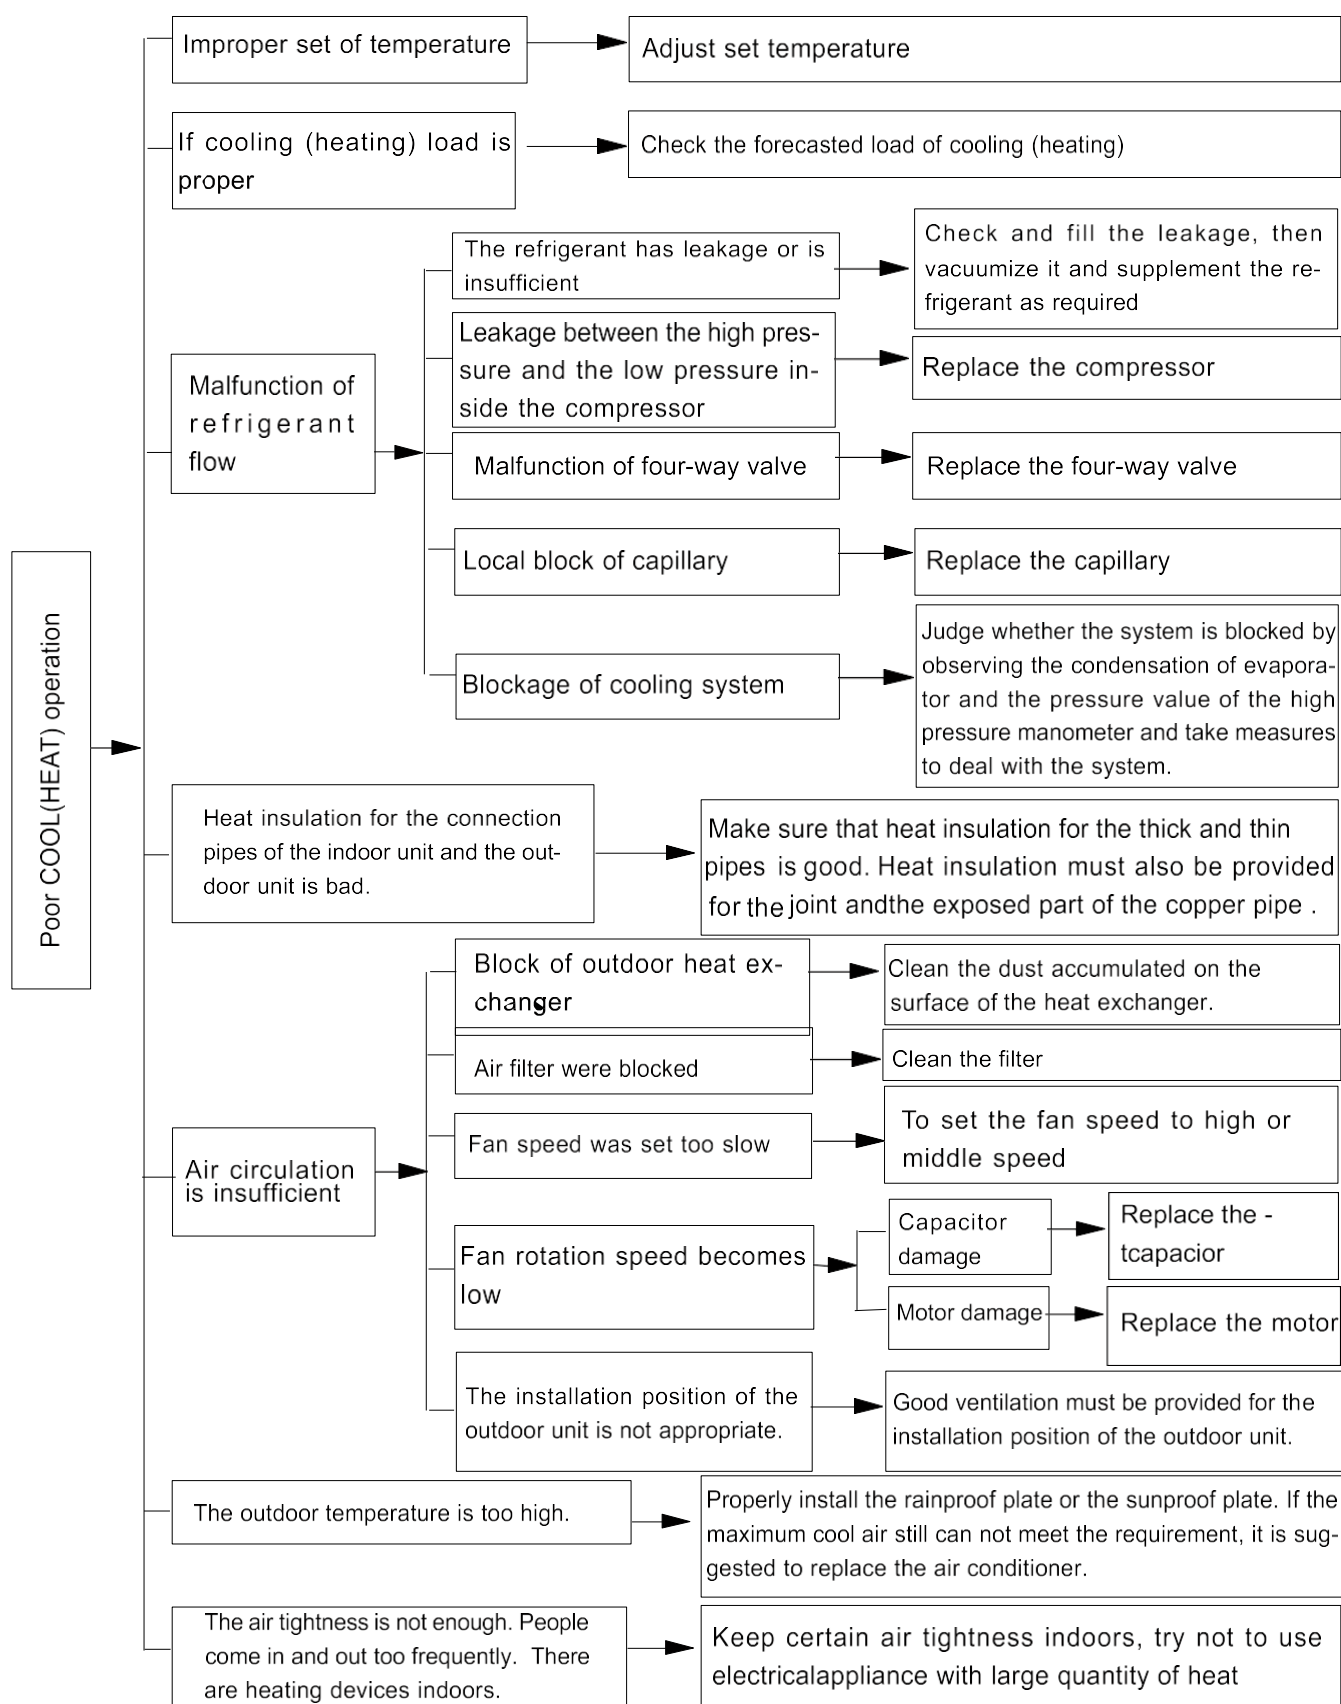 Improper set of temperature
Adjust set temperature
If cooling (heating) load is
proper
Check the forecasted load of cooling (heating)
Poor COOL(HEAT) operation
Malfunction of
refrigerant
flow
The refrigerant has leakage or is
insufficient
Check and fill the leakage, then
vacuumize it and supplement the re-
frigerant as required
Leakage between the high pres-
sure and the low pressure in-
side the compressor
Replace the compressor
Malfunction of four-way valve
Replace the four-way valve
Local block of capillary
Replace the capillary
Blockage of cooling system
Judge whether the system is blocked by
observing the condensation of evapora-
tor and the pressure value of the high
pressure manometer and take measures
to deal with the system.
Heat insulation for the connection
pipes of the indoor unit and the out-
door unit is bad.
Make sure that heat insulation for the thick and thin
pipes is good. Heat insulation must also be provided
for the joint andthe exposed part of the copper pipe .
Air circulation
is insufficient
Block of outdoor heat ex-
changer
Clean the dust accumulated on the
surface of the heat exchanger.
Air filter were blocked
Clean the filter
Fan speed was set too slow
To set the fan speed to high or
middle speed
Fan rotation speed becomes
low
Capacitor
damage
Replace the -
tcapacior
Motor damage
Replace the motor
The installation position of the
outdoor unit is not appropriate.
Good ventilation must be provided for the
installation position of the outdoor unit.
The outdoor temperature is too high.
Properly install the rainproof plate or the sunproof plate. If the
maximum cool air still can not meet the requirement, it is sug-
gested to replace the air conditioner.
The air tightness is not enough. People
come in and out too frequently. There
are heating devices indoors.
Keep certain air tightness indoors, try not to use
electricalappliance with large quantity of heat